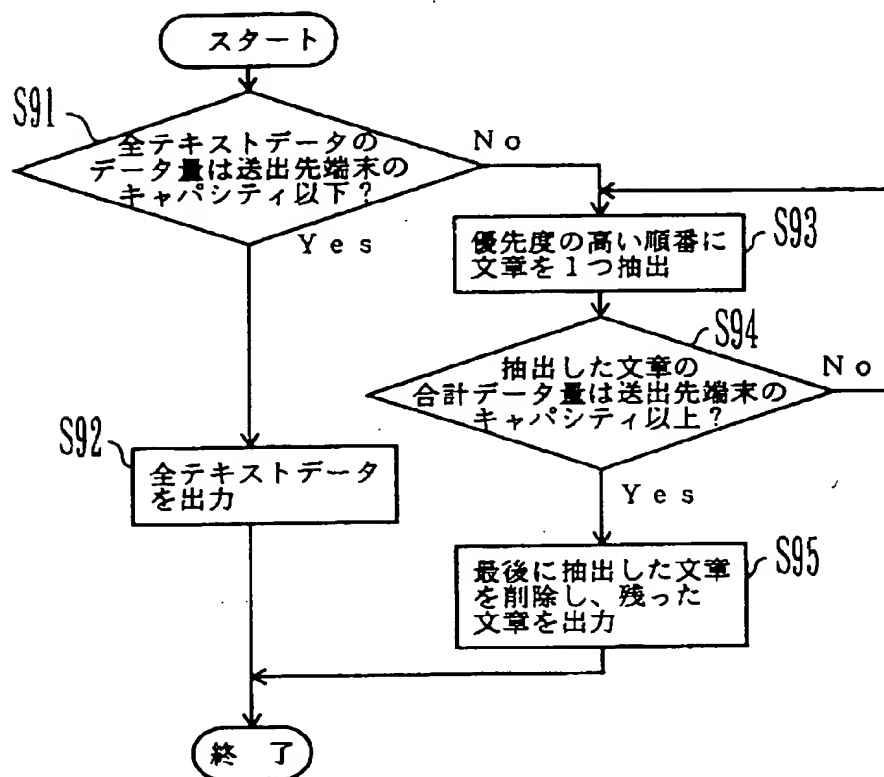 スタート
S91
全テキストデータの
データ量は送出先端末の
キャパシティ以下?
No
Yes
優先度の高い順番に
文章を1つ抽出
S93
S94
抽出した文章の
合計データ量は送出先端末の
キャパシティ以上?
No
Yes
S92
全テキストデータ
を出力
最後に抽出した文章
を削除し、残った
文章を出力
S95
終 了